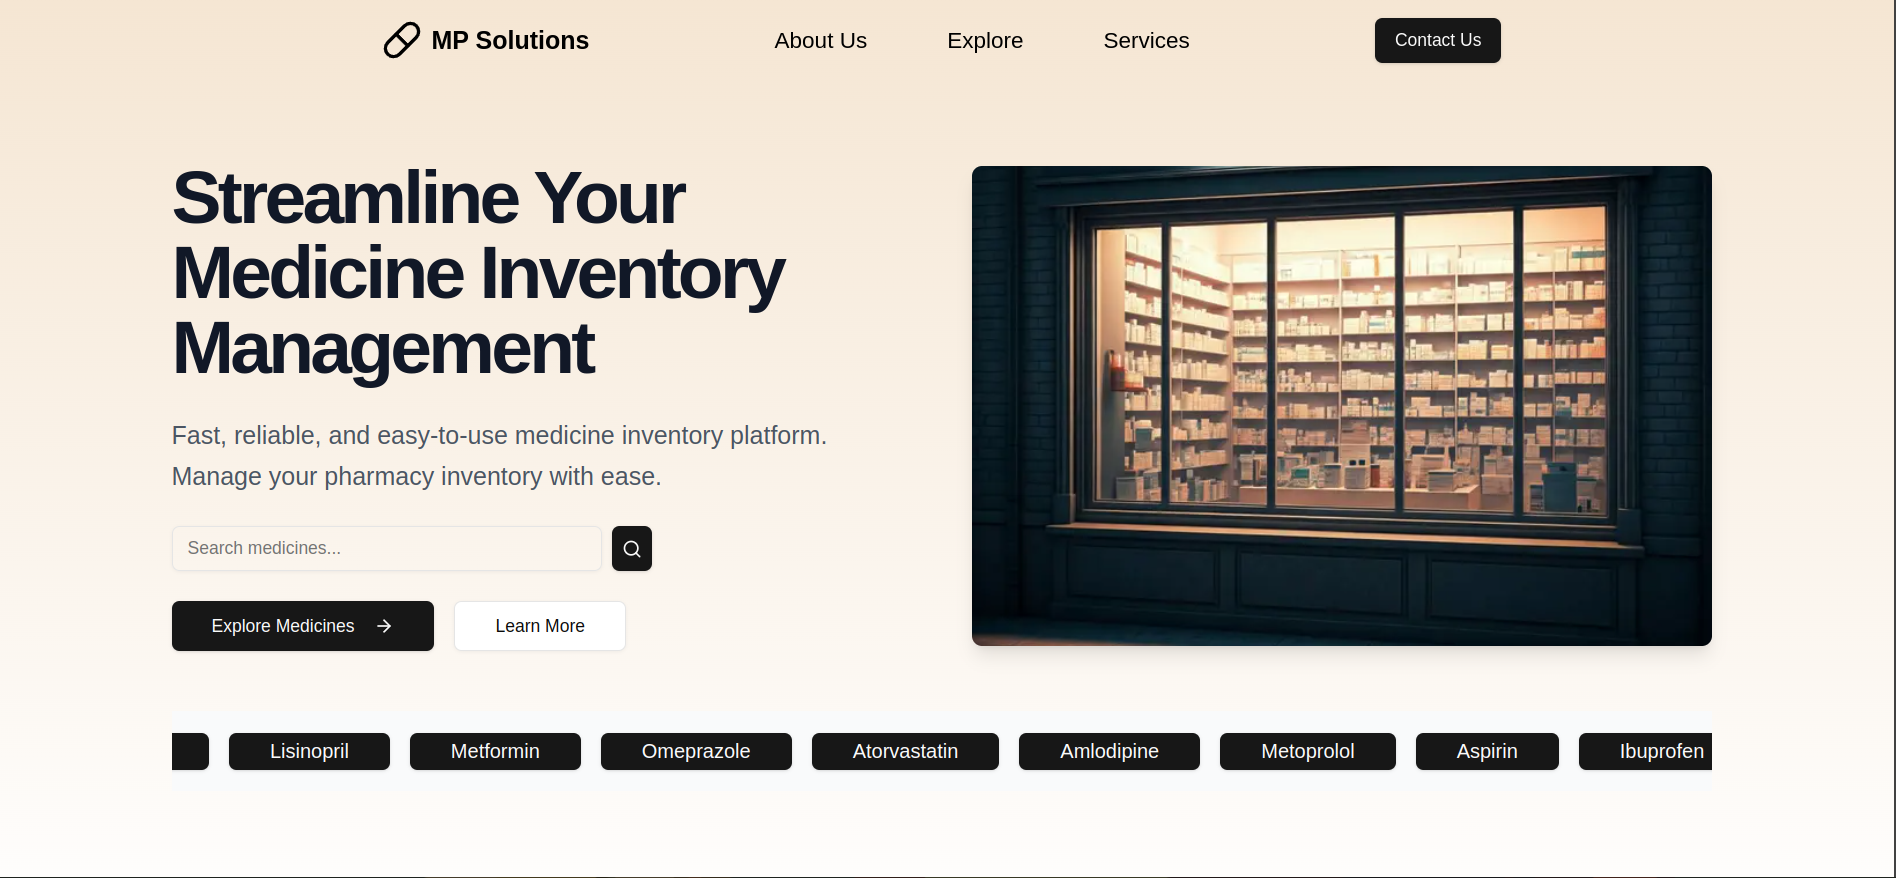 MP Solutions
About Us
Explore
Services
Contact Us
Streamline Your
Medicine Inventory
Management
Fast, reliable, and easy-to-use medicine inventory platform.
Manage your pharmacy inventory with ease.
Search medicines...
Explore Medicines
Learn More
Lisinopril
Metformin
Omeprazole
Atorvastatin
Amlodipine
Metoprolol
Aspirin
Ibuprofen